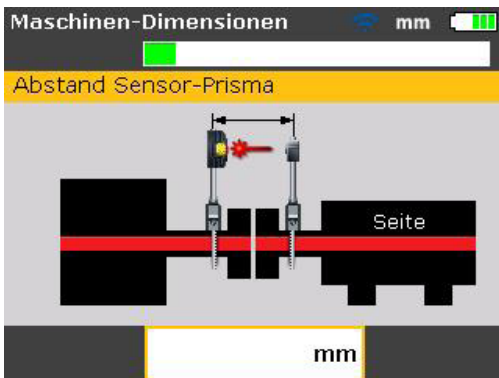 Maschinen-Dimensionen mm
Abstand Sensor-Prisma
Seite
mm